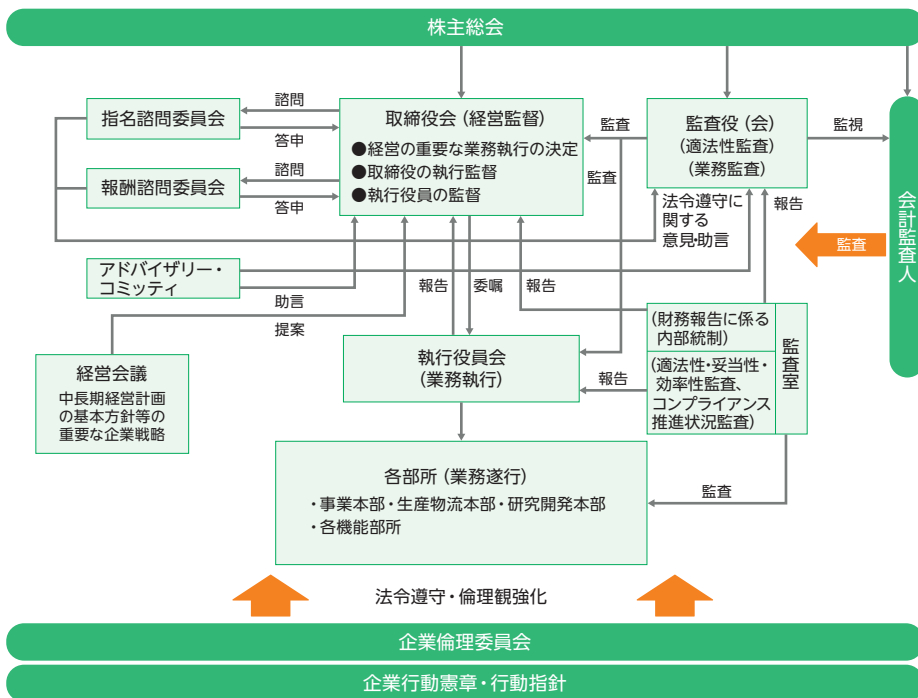 株主総会
指名諮問委員会
諮問
答申
報酬諮問委員会
諮問
答申
取締役会(経営監督)
●経営の重要な業務執行の決定
●取締役の執行監督
●執行役員の監督
監査
監査
監査役(会)
(適法性監査)
(業務監査)
監視
会計監査人
法令遵守に
関する
意見・助言
報告
監査
アドバイザリー・
コミッティ
助言
提案
報告
委嘱
報告
経営会議
中長期経営計画
の基本方針等の
重要な企業戦略
執行役員会
(業務執行)
報告
(財務報告に係る
内部統制)
(適法性・妥当性・
効率性監査、
コンプライアンス
推進状況監査)
監査室
監査
各部所(業務遂行)
・事業本部・生産物流本部・研究開発本部
・各機能部所
法令遵守・倫理観強化
企業倫理委員会
企業行動憲章・行動指針